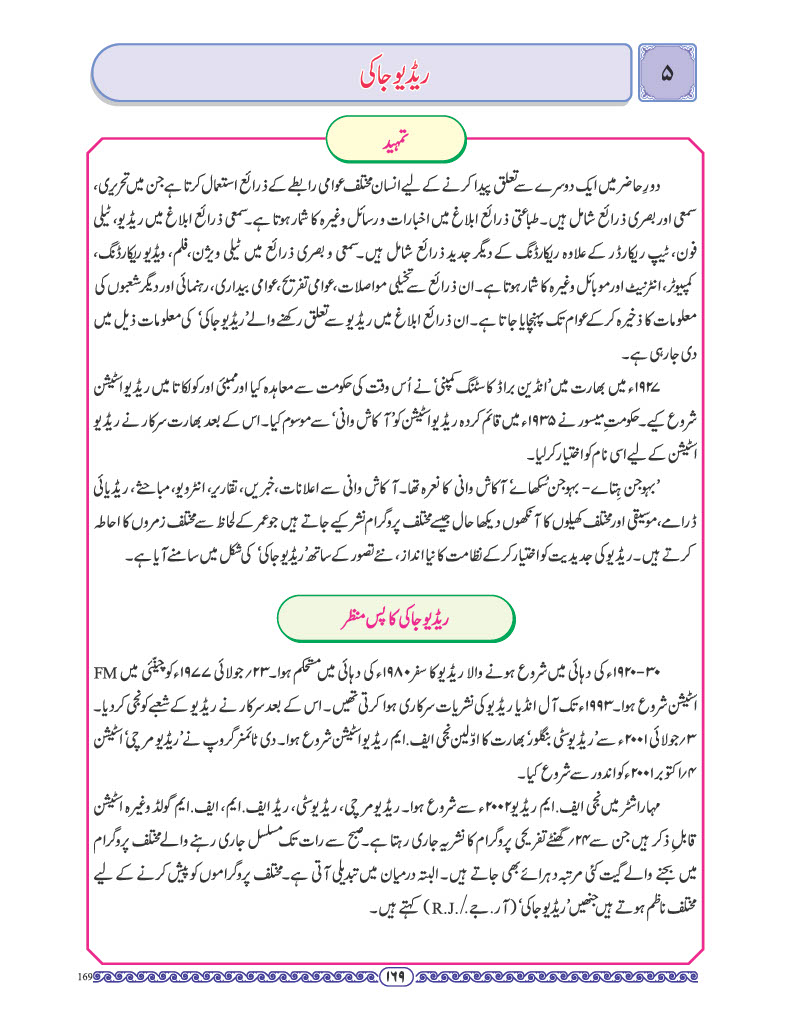 ۵
ریڈیو جاکی
تمہید
دورِ حاضر میں ایک دوسرے سے تعلق پیدا کرنے کے لیے انسان مختلف عوامی رابطے کے ذرائع استعمال کرتا ہے جن میں تحریری،
سمعی اور بصری ذرائع شامل ہیں۔ طباعتی ذرائع ابلاغ میں اخبارات و رسائل وغیرہ کا شمار ہوتا ہے۔ سمعی ذرائع ابلاغ میں ریڈیو، ٹیلی
فون، ٹیپ ریکارڈر کے علاوہ ریکارڈنگ کے دیگر جدید ذرائع شامل ہیں۔ سمعی و بصری ذرائع میں ٹیلی ویژن، فلم، ویڈیو ریکارڈنگ،
کمپیوٹر، انٹرنیٹ اور موبائل وغیرہ کا شمار ہوتا ہے۔ ان ذرائع سے تخیلی مواصلات، عوامی تفریح، عوامی بیداری، رہنمائی اور دیگر شعبوں کی
معلومات کا ذخیرہ کرکے عوام تک پہنچایا جاتا ہے۔ ان ذرائع ابلاغ میں ریڈیو سے تعلق رکھنے والے 'ریڈیو جاکی' کی معلومات ذیل میں
دی جارہی ہے۔
۱۹۲۷ء میں بھارت میں 'انڈین براڈ کاسٹنگ کمپنی' نے اُس وقت کی حکومت سے معاہدہ کیا اور ممبئی اور کولکاتا میں ریڈیو اسٹیشن
شروع کیے۔ حکومتِ میسور نے ۱۹۳۵ء میں قائم کردہ ریڈیو اسٹیشن کو 'آکاش وانی' سے موسوم کیا۔ اس کے بعد بھارت سرکار نے ریڈیو
اسٹیشن کے لیے اسی نام کو اختیار کرلیا۔
'بہوجن ہِتاے - بہوجن سُکھائے' آکاش وانی کا نعرہ تھا۔ آکاش وانی سے اعلانات، خبریں، تقاریر، انٹرویو، مباحثے، ریڈیائی
ڈرامے، موسیقی اور مختلف کھیلوں کا آنکھوں دیکھا حال جیسے مختلف پروگرام نشر کیے جاتے ہیں جو عمر کے لحاظ سے مختلف زمروں کا احاطہ
کرتے ہیں۔ ریڈیو کی جدیدیت کو اختیار کرکے نظامت کا نیا انداز، نئے تصور کے ساتھ 'ریڈیو جاکی' کی شکل میں سامنے آیا ہے۔
ریڈیو جاکی کا پس منظر
۳۰-۱۹۲۰ء کی دہائی میں شروع ہونے والا ریڈیو کا سفر ۱۹۸۰ء کی دہائی میں مستحکم ہوا۔ ۲۳؍ جولائی ۱۹۷۷ء کو چینّئی میں FM
اسٹیشن شروع ہوا۔ ۱۹۹۳ء تک آل انڈیا ریڈیو کی نشریات سرکاری ہوا کرتی تھیں۔ اس کے بعد سرکار نے ریڈیو کے شعبے کو نجی کردیا۔
۳؍ جولائی ۲۰۰۱ء سے 'ریڈیو سٹی بنگلور' بھارت کا اوّلین نجی ایف. ایم ریڈیو اسٹیشن شروع ہوا۔ دی ٹائمز گروپ نے 'ریڈیو مرچی' اسٹیشن
۴؍ اکتوبر ۲۰۰۱ء کو اندور سے شروع کیا۔
مہاراشٹر میں نجی ایف. ایم ریڈیو ۲۰۰۲ء سے شروع ہوا۔ ریڈیو مرچی، ریڈیو سٹی، ریڈ ایف. ایم، ایف. ایم گولڈ وغیرہ اسٹیشن
قابلِ ذکر ہیں جن سے ۲۴؍ گھنٹے تفریحی پروگرام کا نشریہ جاری رہتا ہے۔ صبح سے رات تک مسلسل جاری رہنے والے مختلف پروگرام
میں بجنے والے گیت کئی مرتبہ دہرائے بھی جاتے ہیں۔ البتہ درمیان میں تبدیلی آتی ہے۔ مختلف پروگراموں کو پیش کرنے کے لیے
مختلف ناظم ہوتے ہیں جنھیں 'ریڈیو جاکی' (آر. جے./.R.J) کہتے ہیں۔
۱۶۹
169